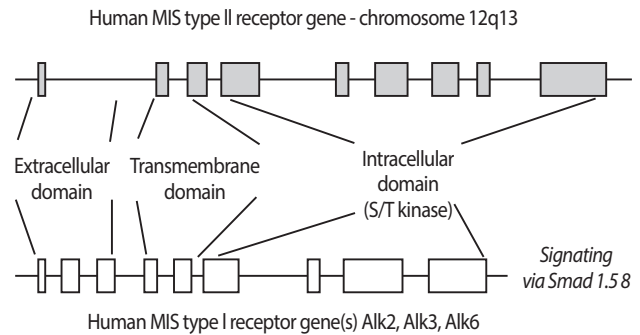 Human MIS type II receptor gene - chromosome 12q13
Extracellular
domain
Transmembrane
domain
Intracellular
domain
(S/T kinase)
Signating
via Smad 1.5 8
Human MIS type I receptor gene(s) Alk2, Alk3, Alk6